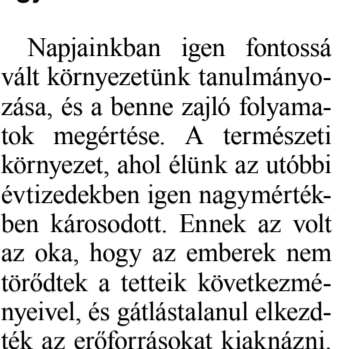 Napjainkban igen fontossá
vált környezetünk tanulmányo-
zása, és a benne zajló folyama-
tok megértése. A természeti
környezet, ahol élünk az utóbbi
évtizedekben igen nagymérték-
ben károsodott. Ennek az volt
az oka, hogy az emberek nem
törődtek a tetteik következmé-
nyeivel, és gátlástalanul elkezd-
ték az erőforrásokat kiaknázni.